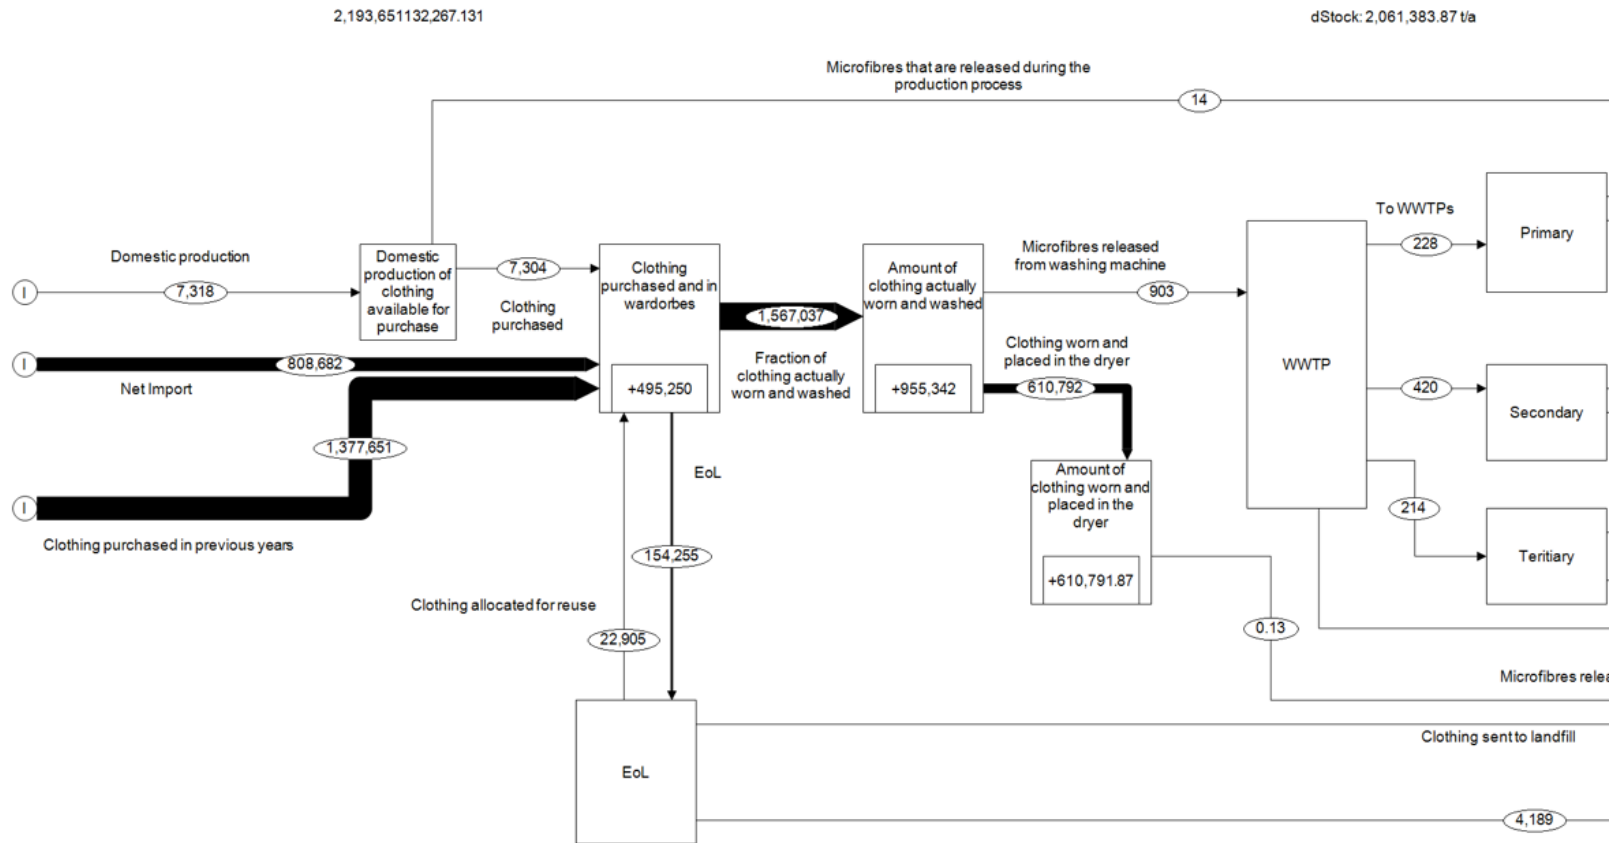 2,193,651132,267.131
dStock: 2,061,383.87 t/a
Microfibres that are released during the
production process
14
To WWTPs
228
Primary
Domestic production
7,318
I
Domestic
production of
clothing
available for
purchase
7,304
Clothing
purchased
Clothing
purchased and in
wardorbes
+495,250
1,567,037
Fraction of
clothing actually
worn and washed
Amount of
clothing actually
worn and washed
+955,342
Microfibres released
from washing machine
903
Clothing worn and
placed in the dryer
610,792
WWTP
420
Secondary
I
808,682
Net Import
1,377,651
I
Clothing purchased in previous years
EoL
154,255
Amount of
clothing worn and
placed in the
dryer
+610,791.87
214
Teritiary
Clothing allocated for reuse
22,905
0.13
Microfibres relea
Clothing sent to landfill
EoL
4,189